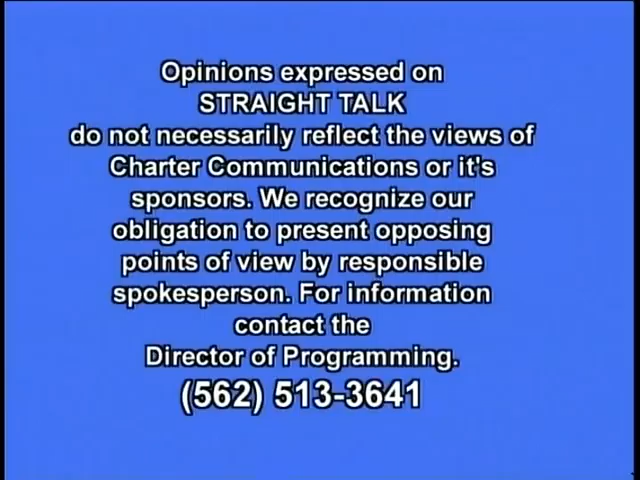 Opinions expressed on
STRAIGHT TALK
do not necessarily reflect the views of
Charter Communications or it's
sponsors. We recognize our
obligation to present opposing
points of view by responsible
spokesperson. For information
contact the
Director of Programming.
(562) 513-3641